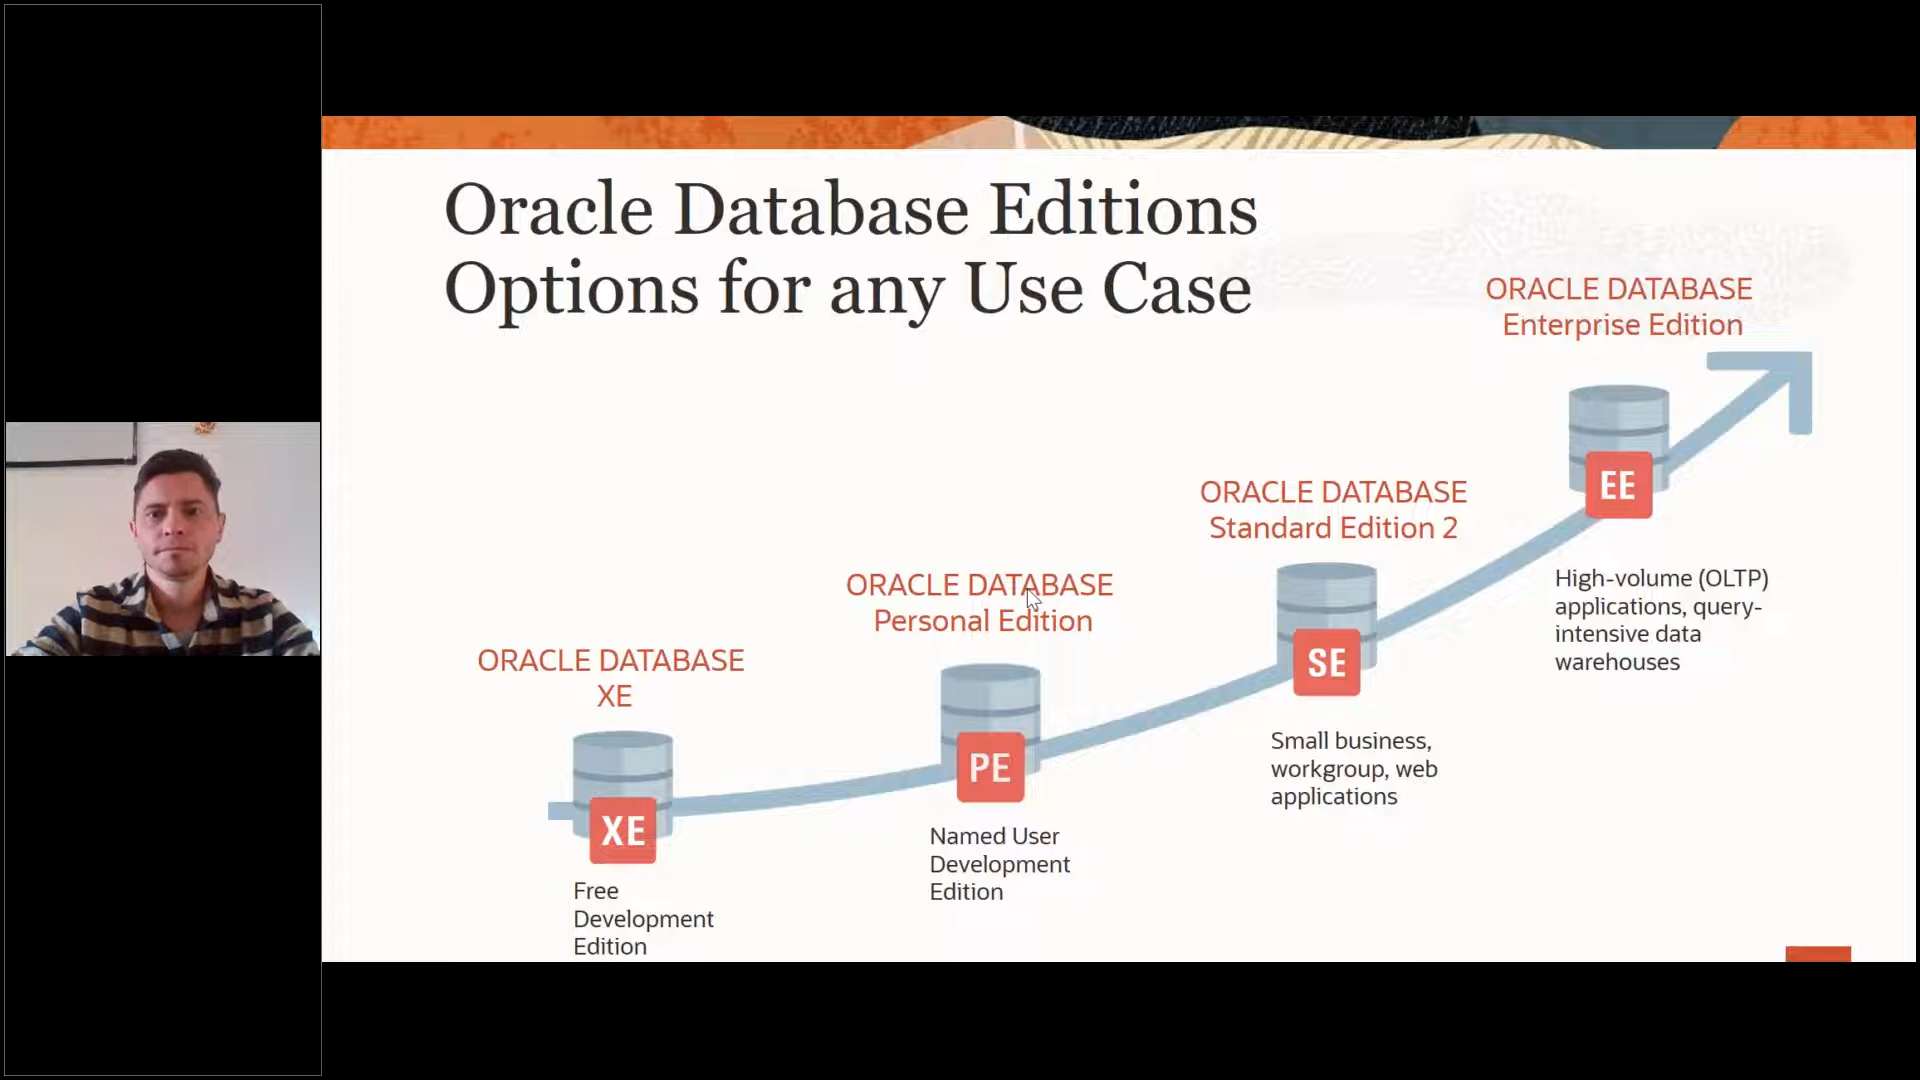 Oracle Database Editions
Options for any Use Case
ORACLE DATABASE
XE
XE
Free
Development
Edition
ORACLE DATABASE
Personal Edition
PE
Named User
Development
Edition
ORACLE DATABASE
Standard Edition 2
SE
Small business,
workgroup, web
applications
ORACLE DATABASE
Enterprise Edition
EE
High-volume (OLTP)
applications, query-
intensive data
warehouses